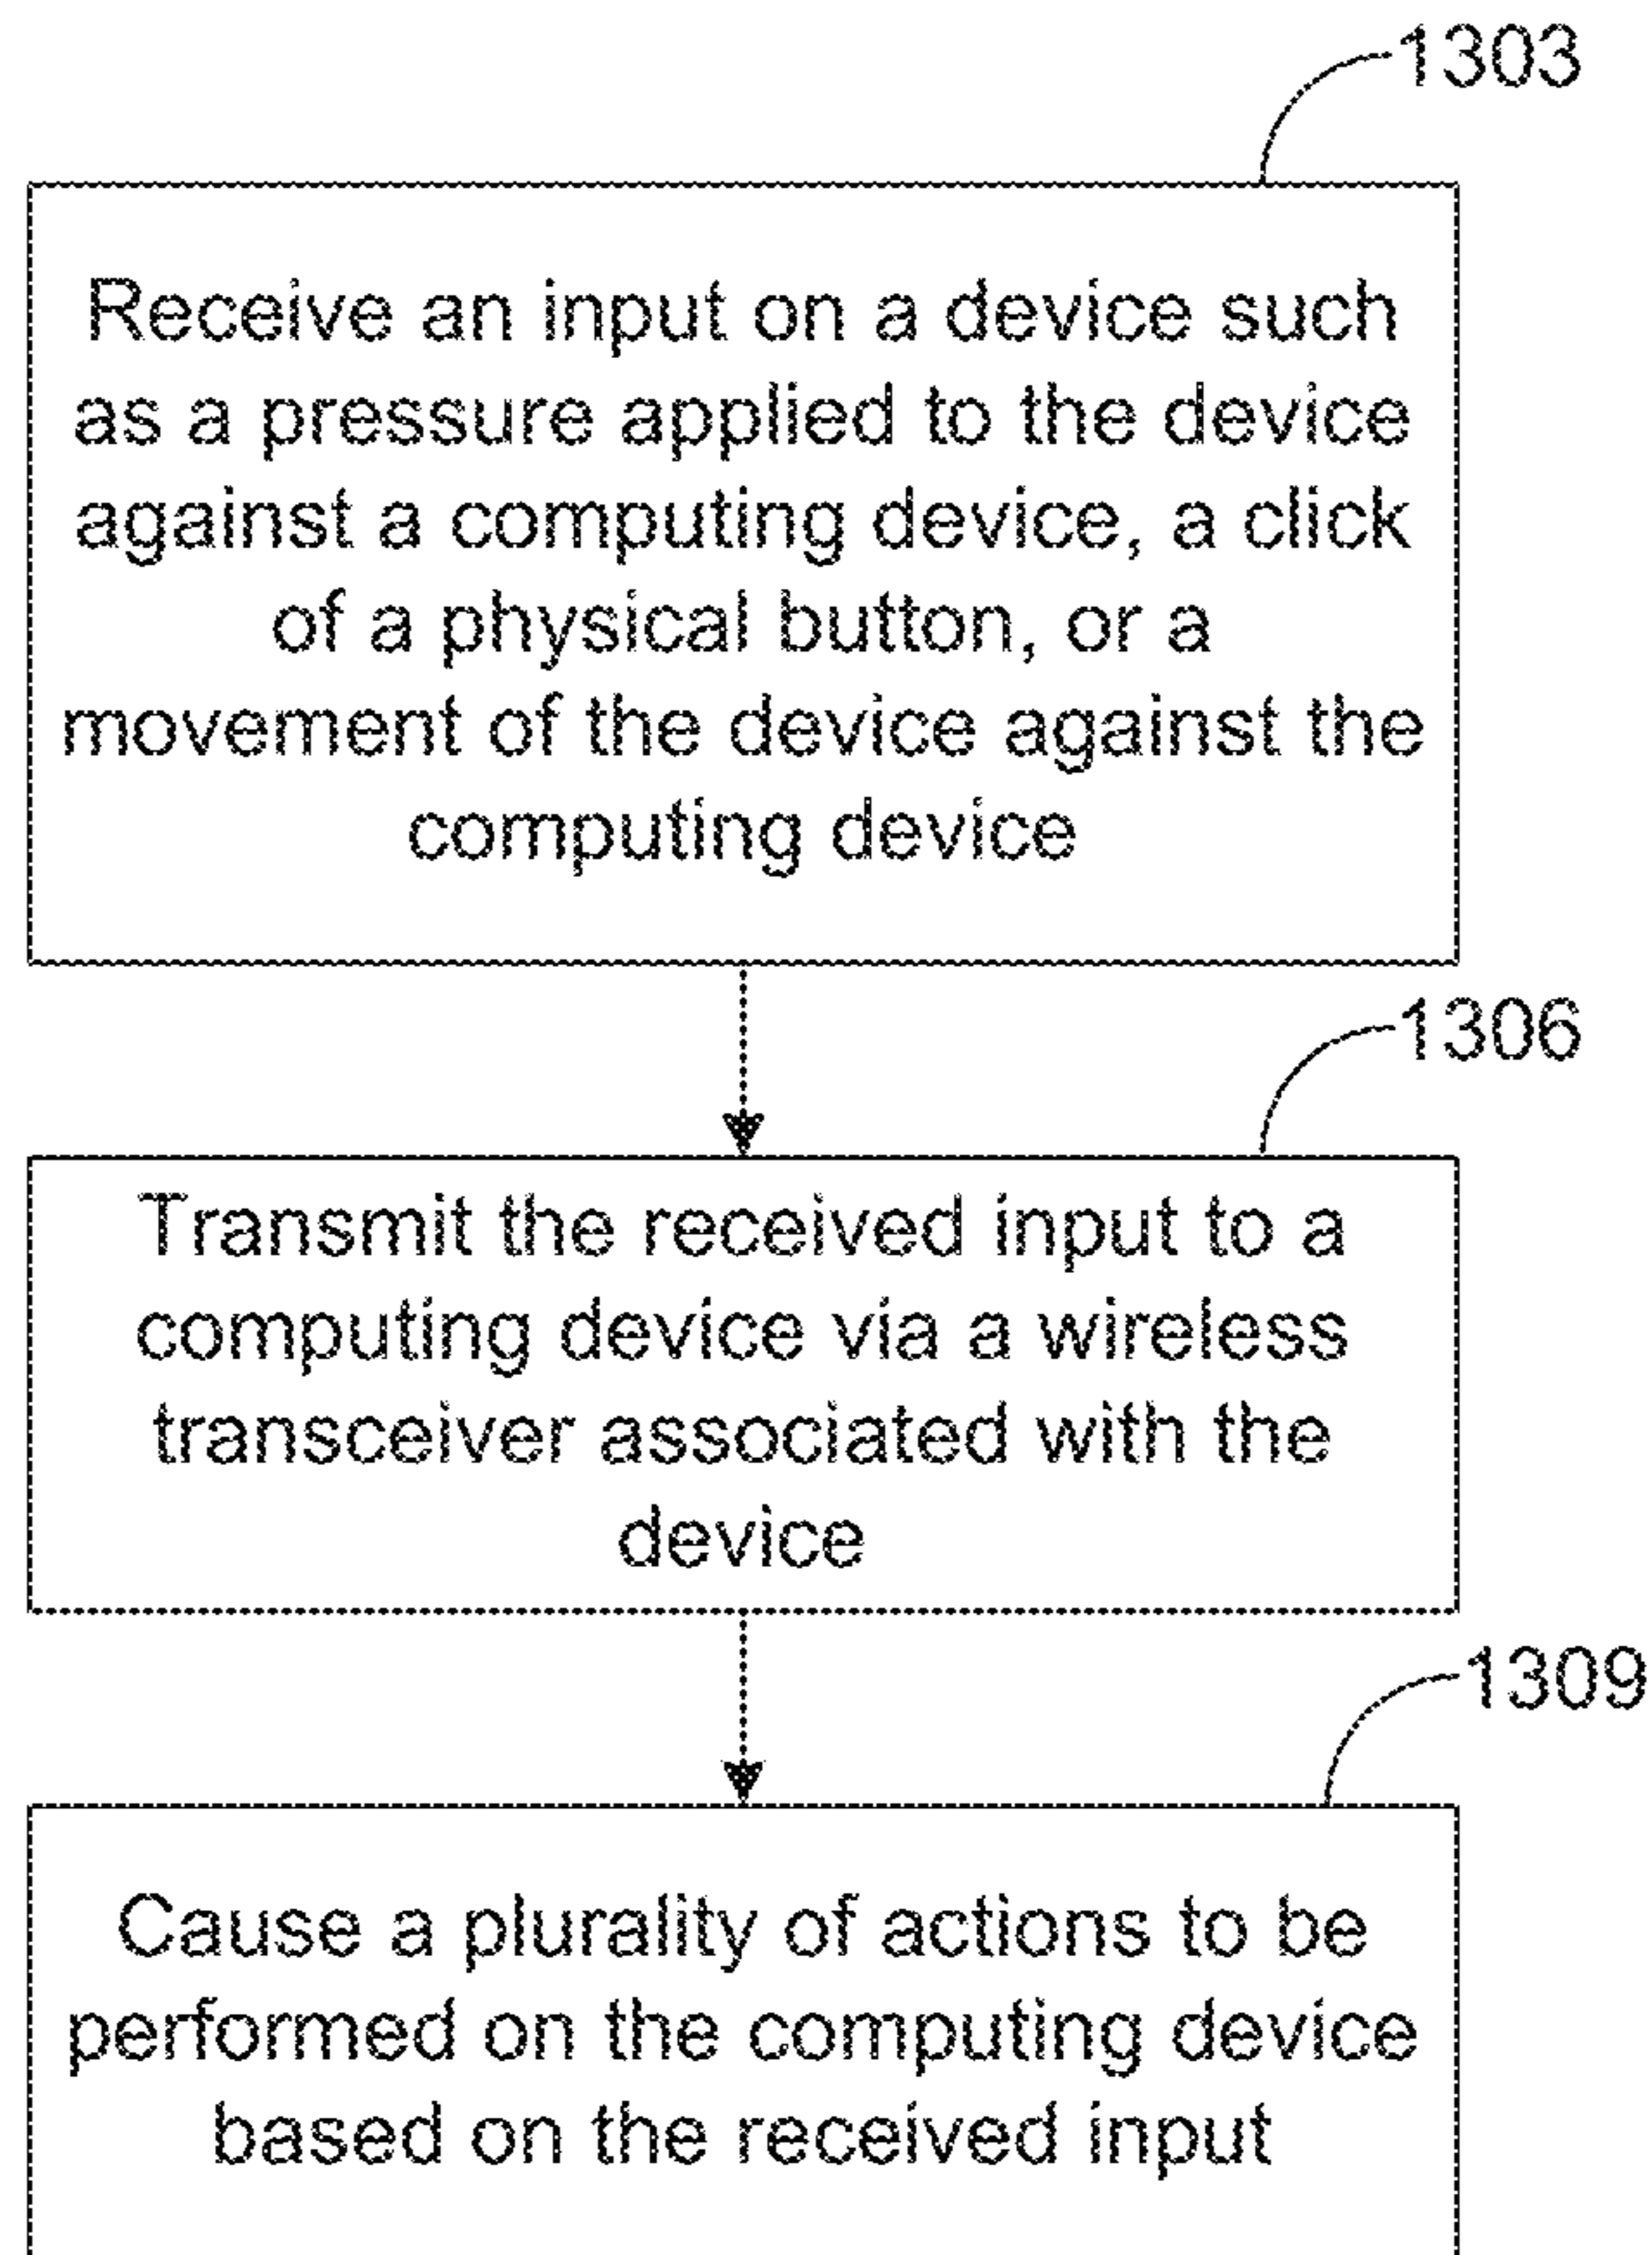 1303
Receive an input on a device such
as a pressure applied to the device
against a computing device, a click
of a physical button, or a
movement of the device against the
computing device
1306
Transmit the received input to a
computing device via a wireless
transceiver associated with the
device
1309
Cause a plurality of actions to be
performed on the computing device
based on the received input